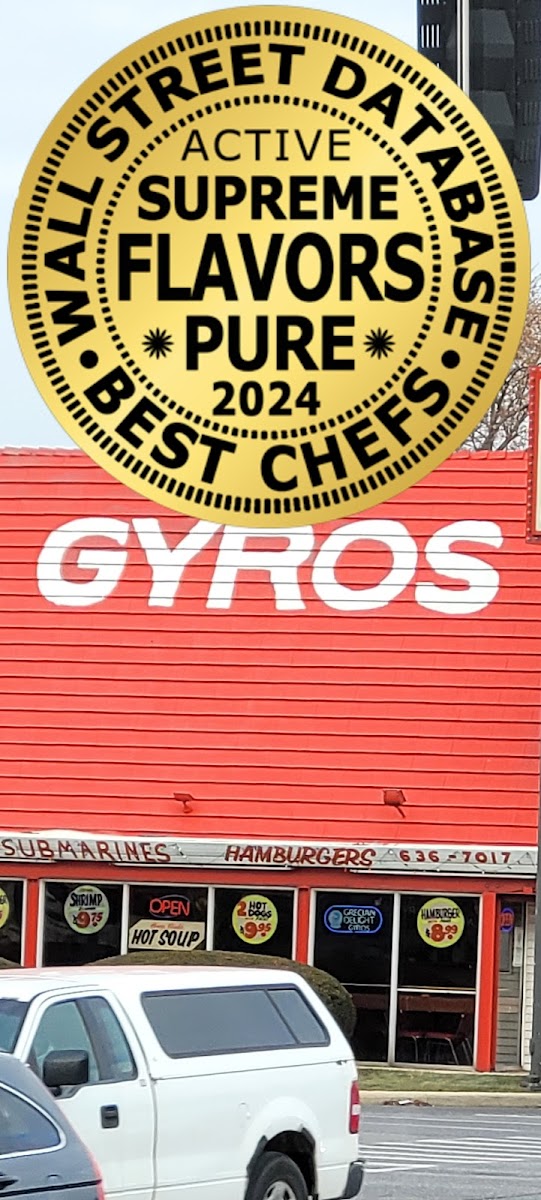 WALL STREET DATABASE
ACTIVE
SUPREME
FLAVORS
PURE
2024
• BEST CHEFS •
GYROS
SUBMARINES HAMBURGERS 636-7017
SHRIMP
$9.75
OPEN
HOT SOUP
2 HOT
DOGS
$9.95
GRECIAN
DELIGHT
GYROS
HAMBURGER
$8.99